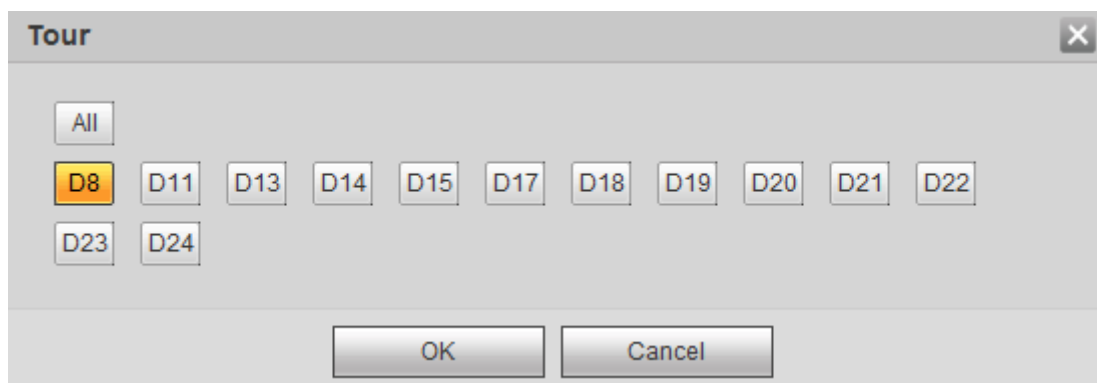 Tour
All
D8 D11 D13 D14 D15 D17 D18 D19 D20 D21 D22
D23 D24
OK Cancel